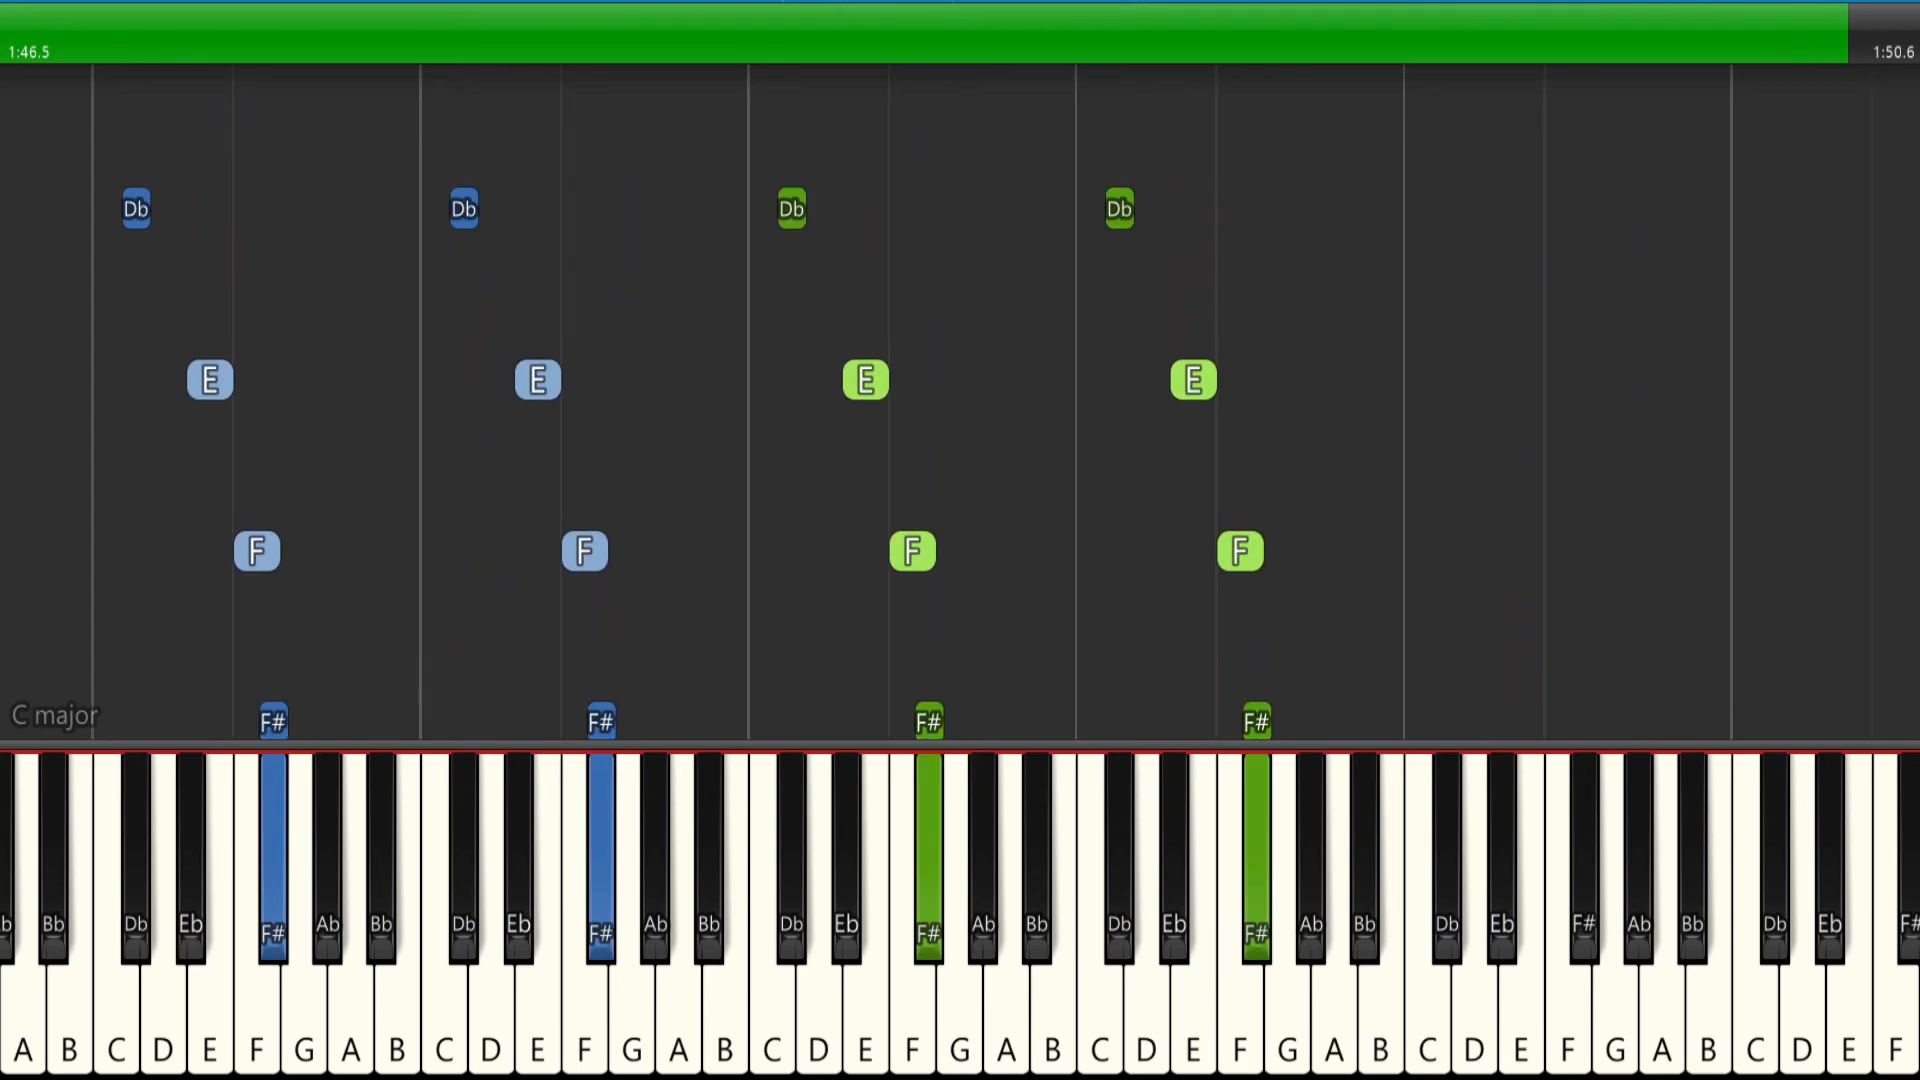 1:46.5 1:50.6
Db Db Db Db
E E E E
F F F F
C major
F# F# F# F#
Bb Db Eb F# Ab Bb Db Eb F# Ab Bb Db Eb F# Ab Bb Db Eb F# Ab Bb Db Eb F# Ab Bb Db Eb F#
A B C D E F G A B C D E F G A B C D E F G A B C D E F G A B C D E F G A B C D E F